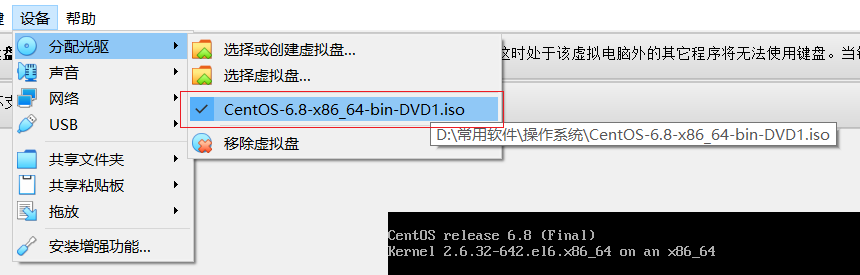 设备 帮助
分配光驱
声音
网络
USB
共享文件夹
共享粘贴板
拖放
安装增强功能...
选择或创建虚拟盘...
选择虚拟盘...
CentOS-6.8-x86_64-bin-DVD1.iso
移除虚拟盘
D:\常用软件\操作系统\CentOS-6.8-x86_64-bin-DVD1.iso
这时处于该虚拟电脑外的其它程序将无法使用键盘。当
CentOS release 6.8 (Final)
Kernel 2.6.32-642.el6.x86_64 on an x86_64